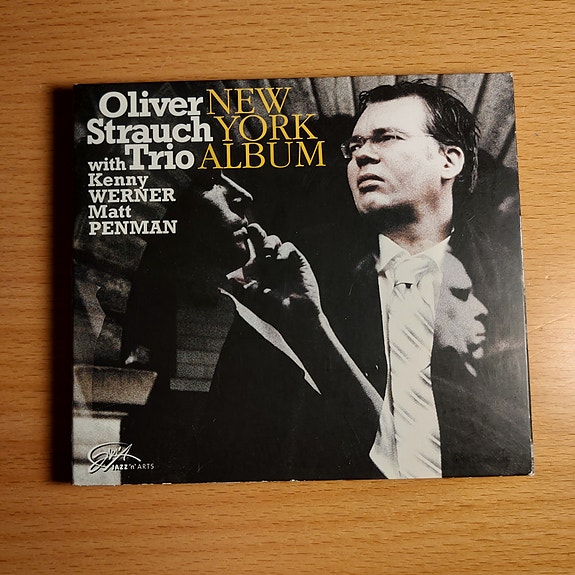 Oliver
Strauch
with Trio
Kenny
WERNER
Matt
PENMAN
NEW
YORK
ALBUM
JAZZ'n'ARTS